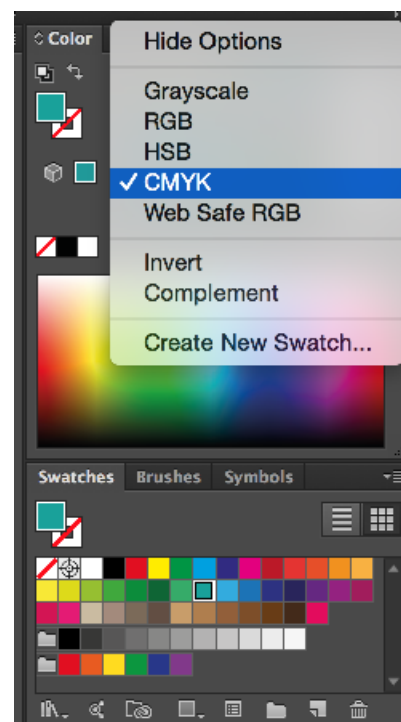 Color
Hide Options
Grayscale
RGB
HSB
✓ CMYK
Web Safe RGB
Invert
Complement
Create New Swatch...
Swatches Brushes Symbols